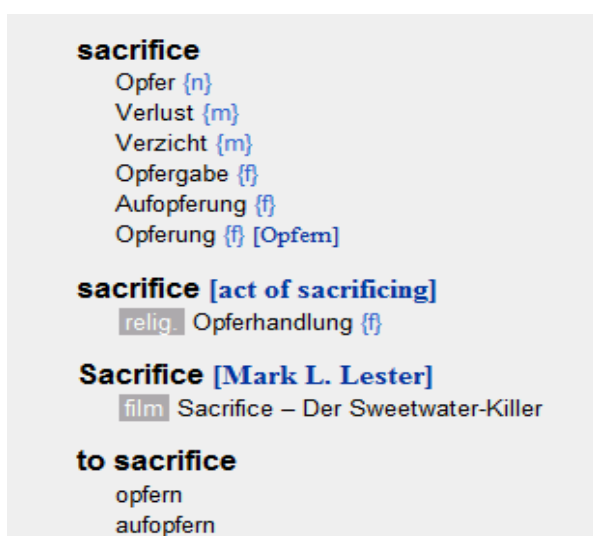 sacrifice
Opfer {n}
Verlust {m}
Verzicht {m}
Opfergabe {f}
Aufopferung {f}
Opferung {f} [Opfern]
sacrifice [act of sacrificing]
relig. Opferhandlung {f}
Sacrifice [Mark L. Lester]
film Sacrifice – Der Sweetwater-Killer
to sacrifice
opfern
aufopfern